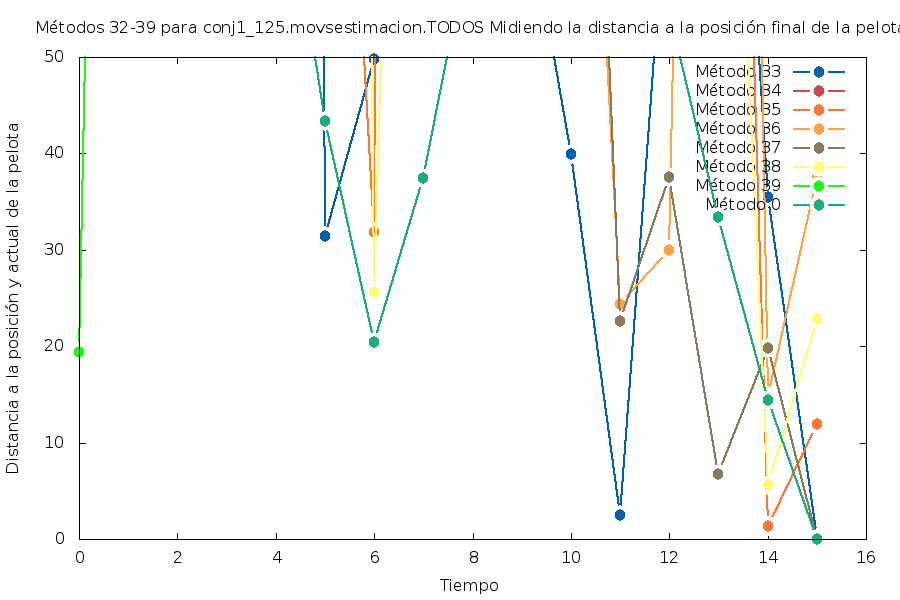 Métodos 32-39 para conj1_125.movsestimacion.TODOS Midiendo la distancia a la posición final de la pelota
50
40
30
20
10
0
0 2 4 6 8 10 12 14 16
Distancia a la posición y actual de la pelota
Tiempo
Método 33
Método 34
Método 35
Método 36
Método 37
Método 38
Método 39
Método 0